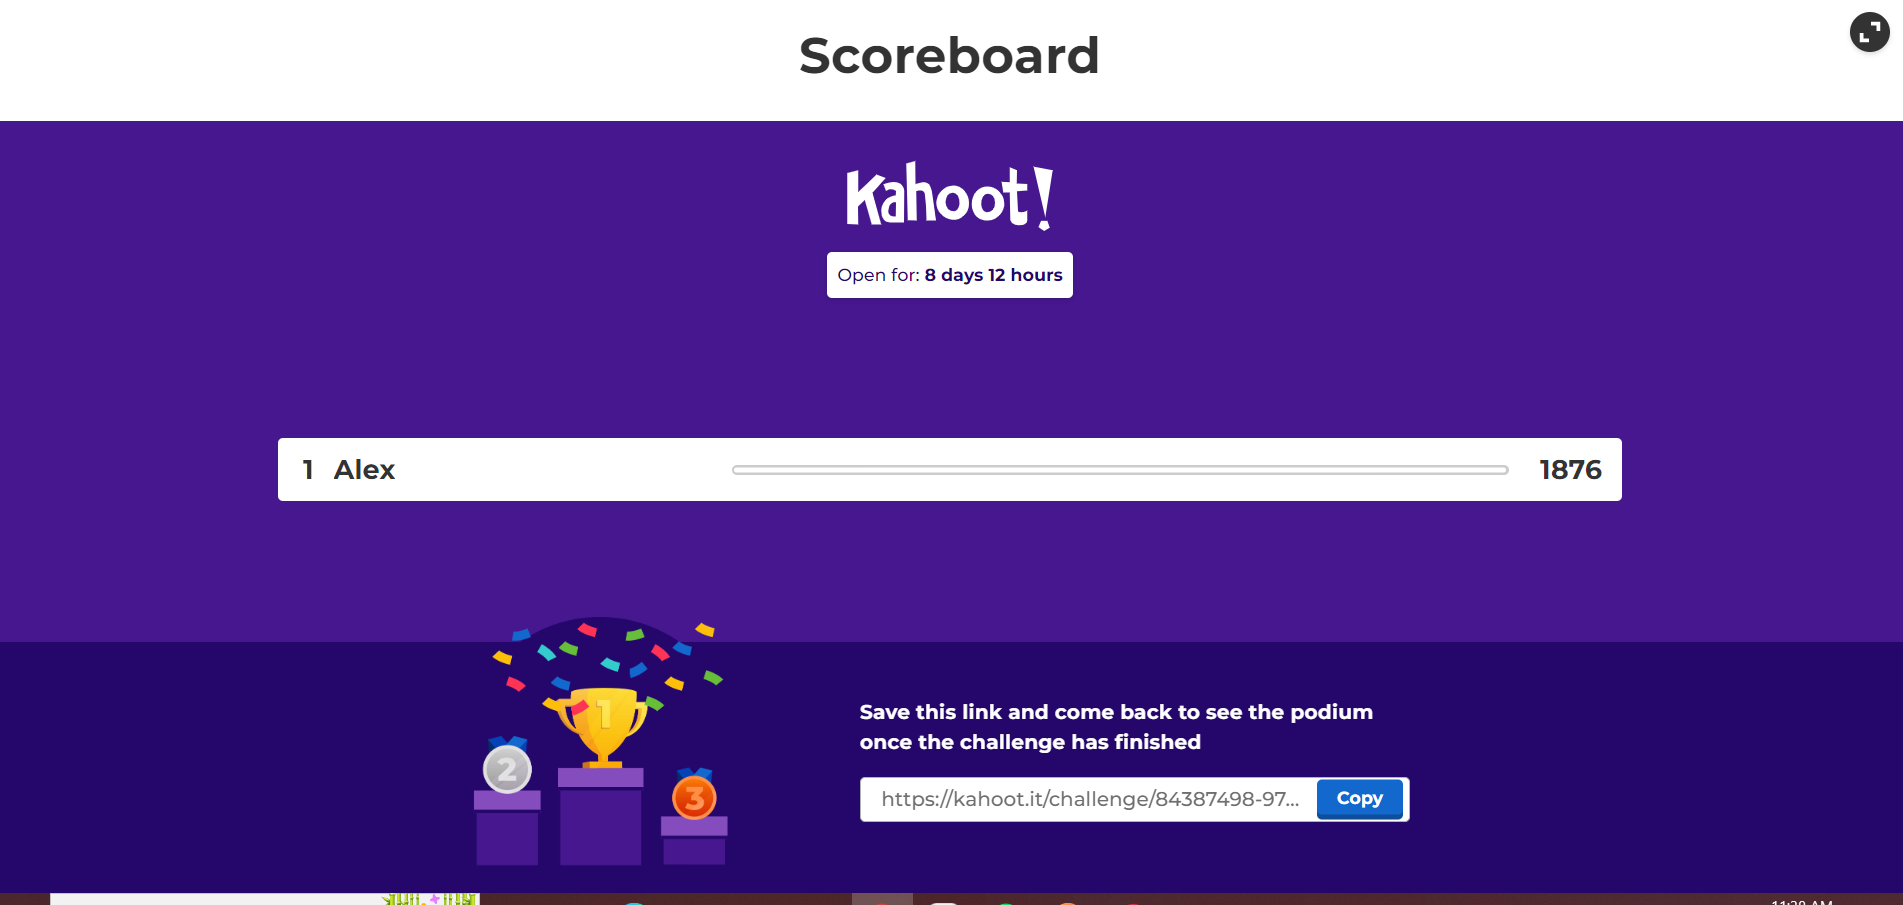 Scoreboard
Kahoot!
Open for: 8 days 12 hours
1 Alex 1876
1
2
3
Save this link and come back to see the podium
once the challenge has finished
https://kahoot.it/challenge/84387498-97... Copy